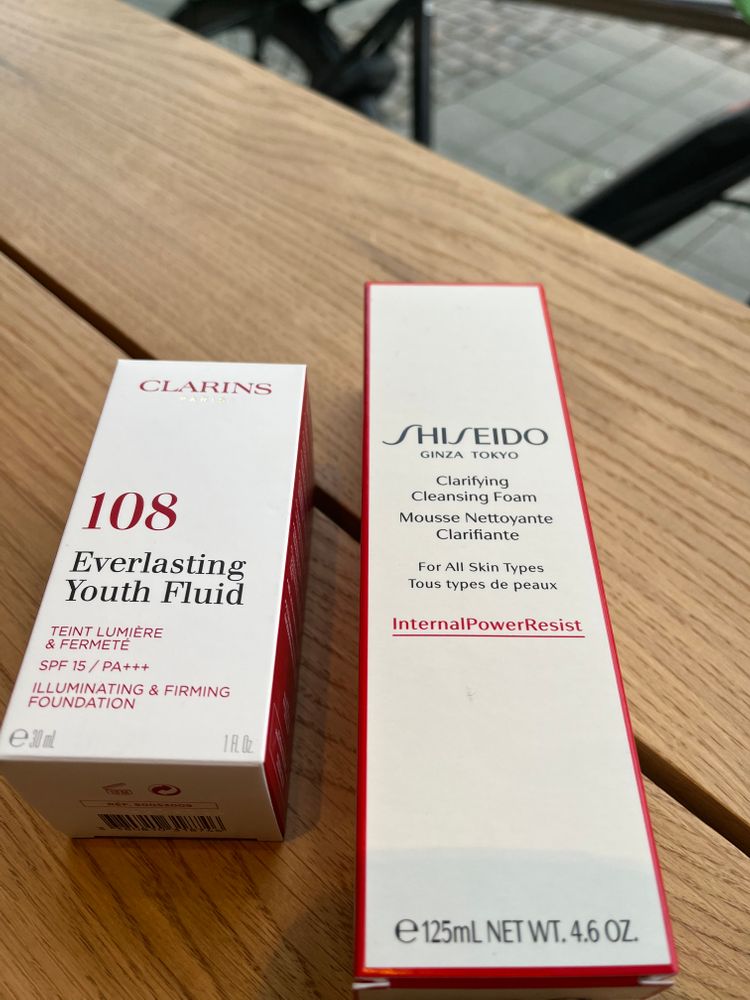 CLARINS
PARIS
108
Everlasting
Youth Fluid
TEINT LUMIÈRE
& FERMETÉ
SPF 15 / PA+++
ILLUMINATING & FIRMING
FOUNDATION
e 30 mL
1 Fl. Oz.
SHISEIDO
GINZA TOKYO
Clarifying
Cleansing Foam
Mousse Nettoyante
Clarifiante
For All Skin Types
Tous types de peaux
InternalPowerResist
e 125mL NET WT. 4.6 OZ.